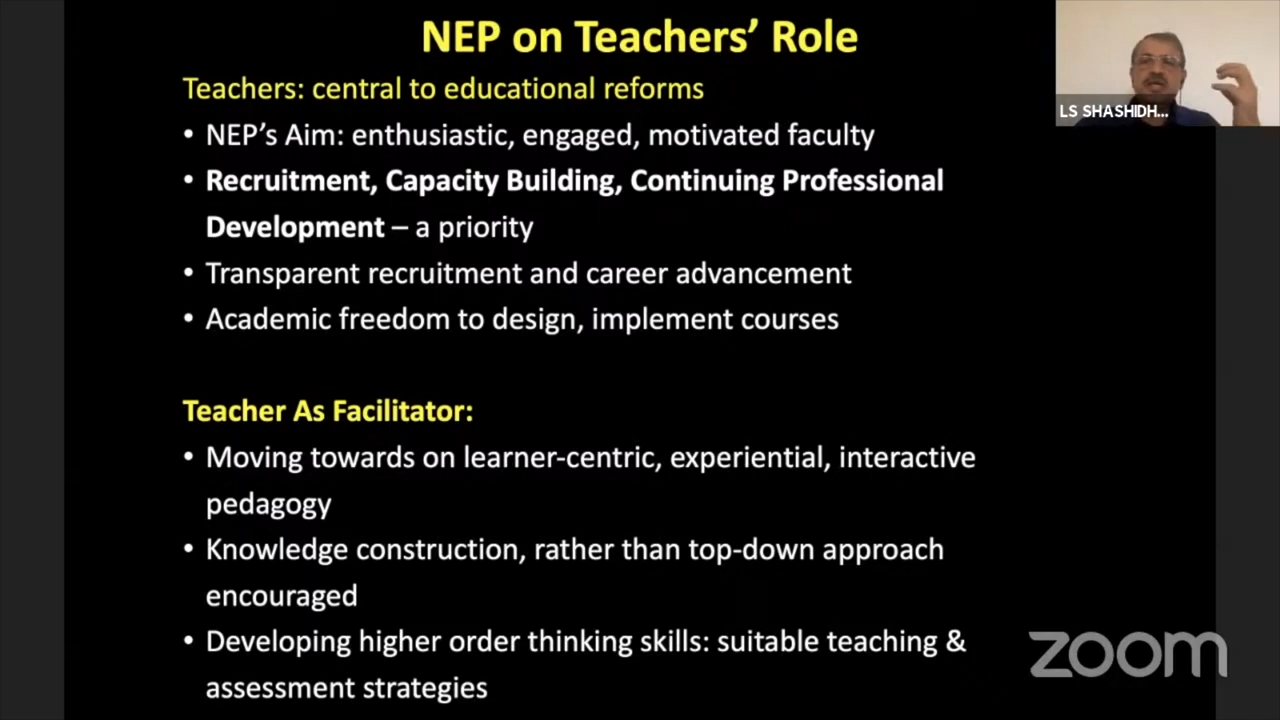 NEP on Teachers' Role
Teachers: central to educational reforms
• NEP's Aim: enthusiastic, engaged, motivated faculty
• Recruitment, Capacity Building, Continuing Professional
Development – a priority
• Transparent recruitment and career advancement
• Academic freedom to design, implement courses
Teacher As Facilitator:
• Moving towards on learner-centric, experiential, interactive
pedagogy
• Knowledge construction, rather than top-down approach
encouraged
• Developing higher order thinking skills: suitable teaching &
assessment strategies
LS SHASHIDH...
zoom